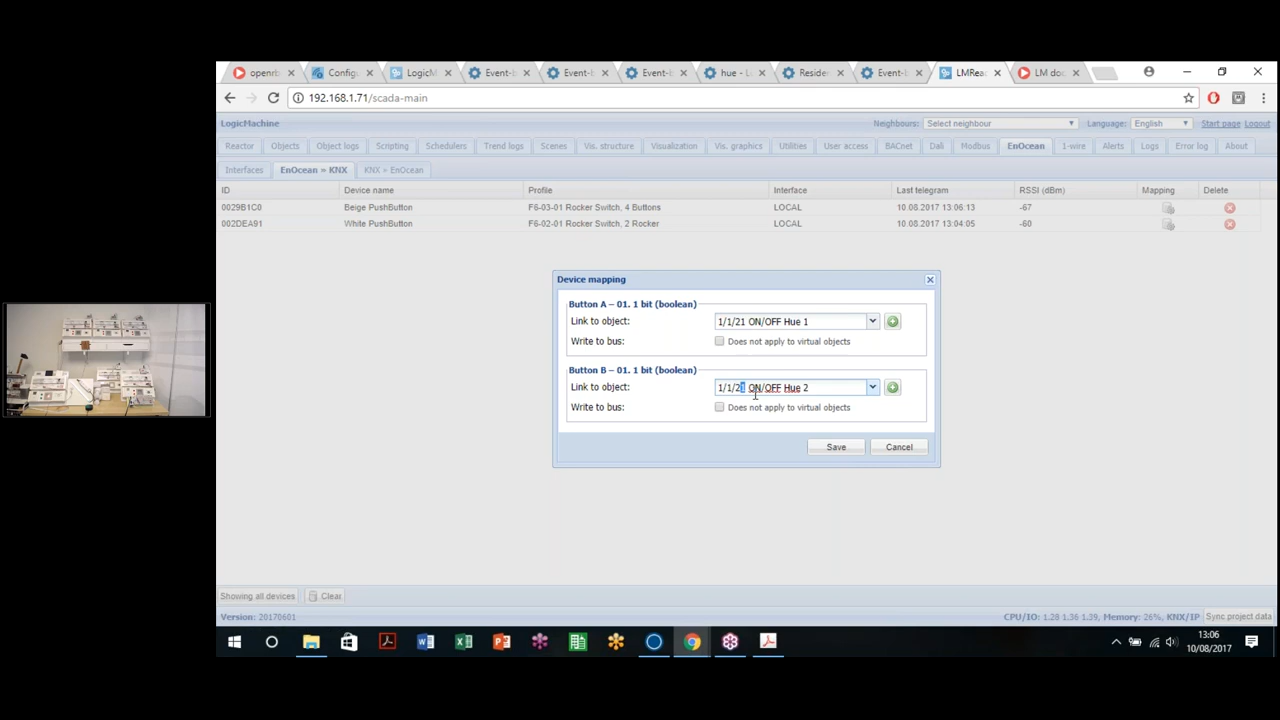 openrb
Config
LogicM
Event-b
Event-b
Event-b
hue - L
Reside
Event-b
LMRea
LM doc
192.168.1.71/scada-main
LogicMachine
Neighbours: Select neighbour Language: English Start page Logout
Reactor Objects Object logs Scripting Schedulers Trend logs Scenes Vis. structure Visualization Vis. graphics Utilities User access BACnet Dali Modbus EnOcean 1-wire Alerts Logs Error log About
Interfaces EnOcean » KNX KNX » EnOcean
ID Device name Profile Interface Last telegram RSSI (dBm) Mapping Delete
0029B1C0 Beige PushButton F6-03-01 Rocker Switch, 4 Buttons LOCAL 10.08.2017 13:06:13 -67
002DEA91 White PushButton F6-02-01 Rocker Switch, 2 Rocker LOCAL 10.08.2017 13:04:05 -60
Device mapping
Button A – 01. 1 bit (boolean)
Link to object: 1/1/21 ON/OFF Hue 1
Write to bus: Does not apply to virtual objects
Button B – 01. 1 bit (boolean)
Link to object: 1/1/21 ON/OFF Hue 2
Write to bus: Does not apply to virtual objects
Save Cancel
Showing all devices Clear
Version: 20170601 CPU/IO: 1.28 1.36 1.39, Memory: 26%, KNX/IP Sync project data
13:06
10/08/2017